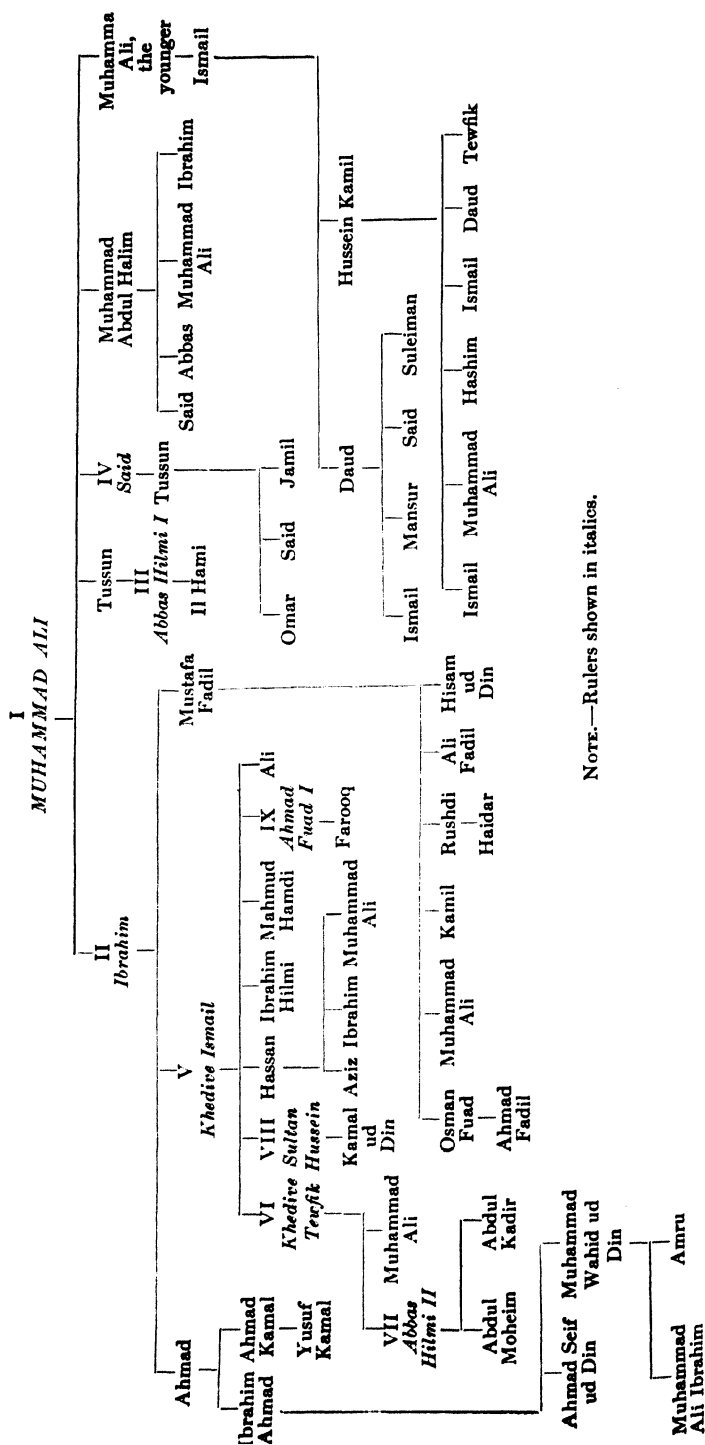 I
MUHAMMAD ALI
II
Ibrahim
Tussun
IV
Said
Muhammad
Abdul Halim
Muhamma
Ali,
the
younger
Ahmad
V
Khedive Ismail
Mustafa
Fadil
III
Abbas Hilmi I
Il Hami
Tussun
Said
Abbas
Muhammad
Ali
Ibrahim
Ismail
Ibrahim
Ahmad
Ahmad
Kamal
Yusuf
Kamal
VI
Khedive
Tewfik
VIII
Sultan
Hussein
Kamal
ud
Din
Hassan
Ibrahim
Hilmi
Mahmud
Hamdi
IX
Ahmad
Fuad I
Farooq
Ali
Omar
Said
Jamil
Aziz
Ibrahim
Muhammad
Ali
Daud
Hussein Kamil
VII
Abbas
Hilmi II
Muhammad
Ali
Ismail
Mansur
Said
Suleiman
Abdul
Moheim
Abdul
Kadir
Osman
Fuad
Ahmad
Fadil
Muhammad
Ali
Kamil
Rushdi
Haidar
Ali
Fadil
Hisam
ud
Din
Ismail
Muhammad
Ali
Hashim
Ismail
Daud
Tewfik
Ahmad Seif
ud Din
Muhammad
Wahid ud
Din
Muhammad
Ali Ibrahim
Amru
NOTE.—Rulers shown in italics.